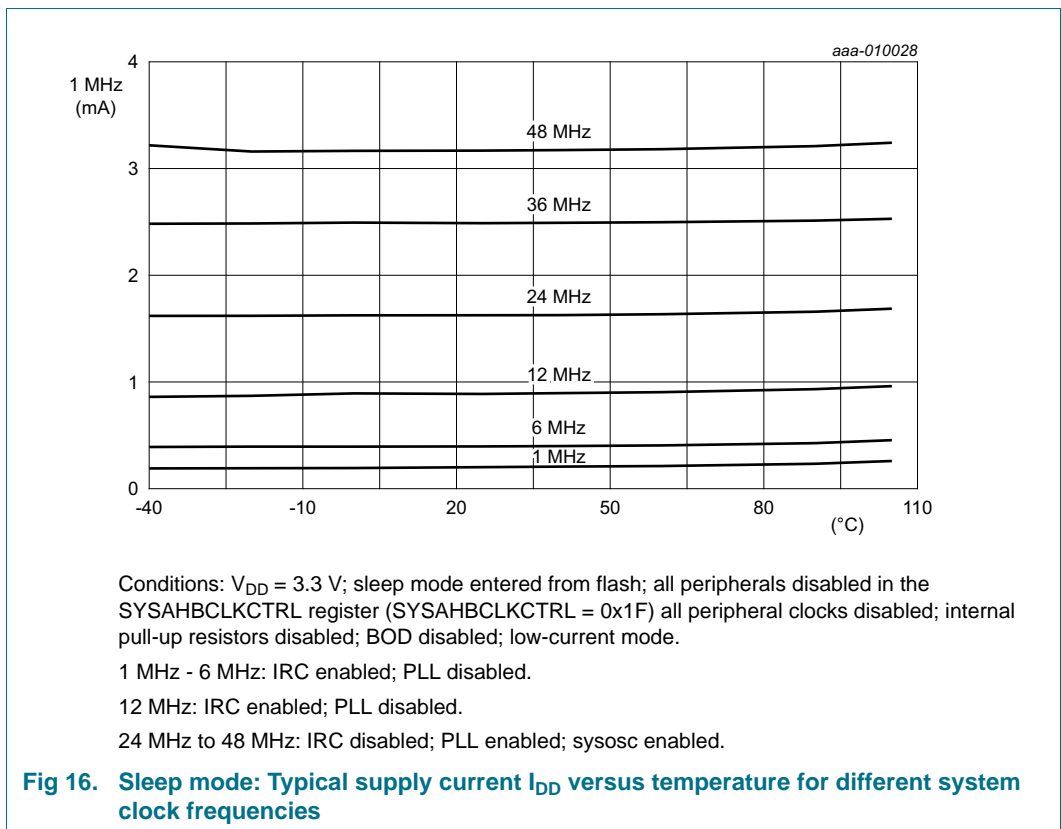 aaa-010028
4
1 MHz
(mA)
48 MHz
3
36 MHz
2
24 MHz
1
12 MHz
6 MHz
1 MHz
0
-40 -10 20 50 80 110
(°C)
Conditions: VDD = 3.3 V; sleep mode entered from flash; all peripherals disabled in the
SYSAHBCLKCTRL register (SYSAHBCLKCTRL = 0x1F) all peripheral clocks disabled; internal
pull-up resistors disabled; BOD disabled; low-current mode.
1 MHz - 6 MHz: IRC enabled; PLL disabled.
12 MHz: IRC enabled; PLL disabled.
24 MHz to 48 MHz: IRC disabled; PLL enabled; sysosc enabled.
Fig 16. Sleep mode: Typical supply current IDD versus temperature for different system
clock frequencies